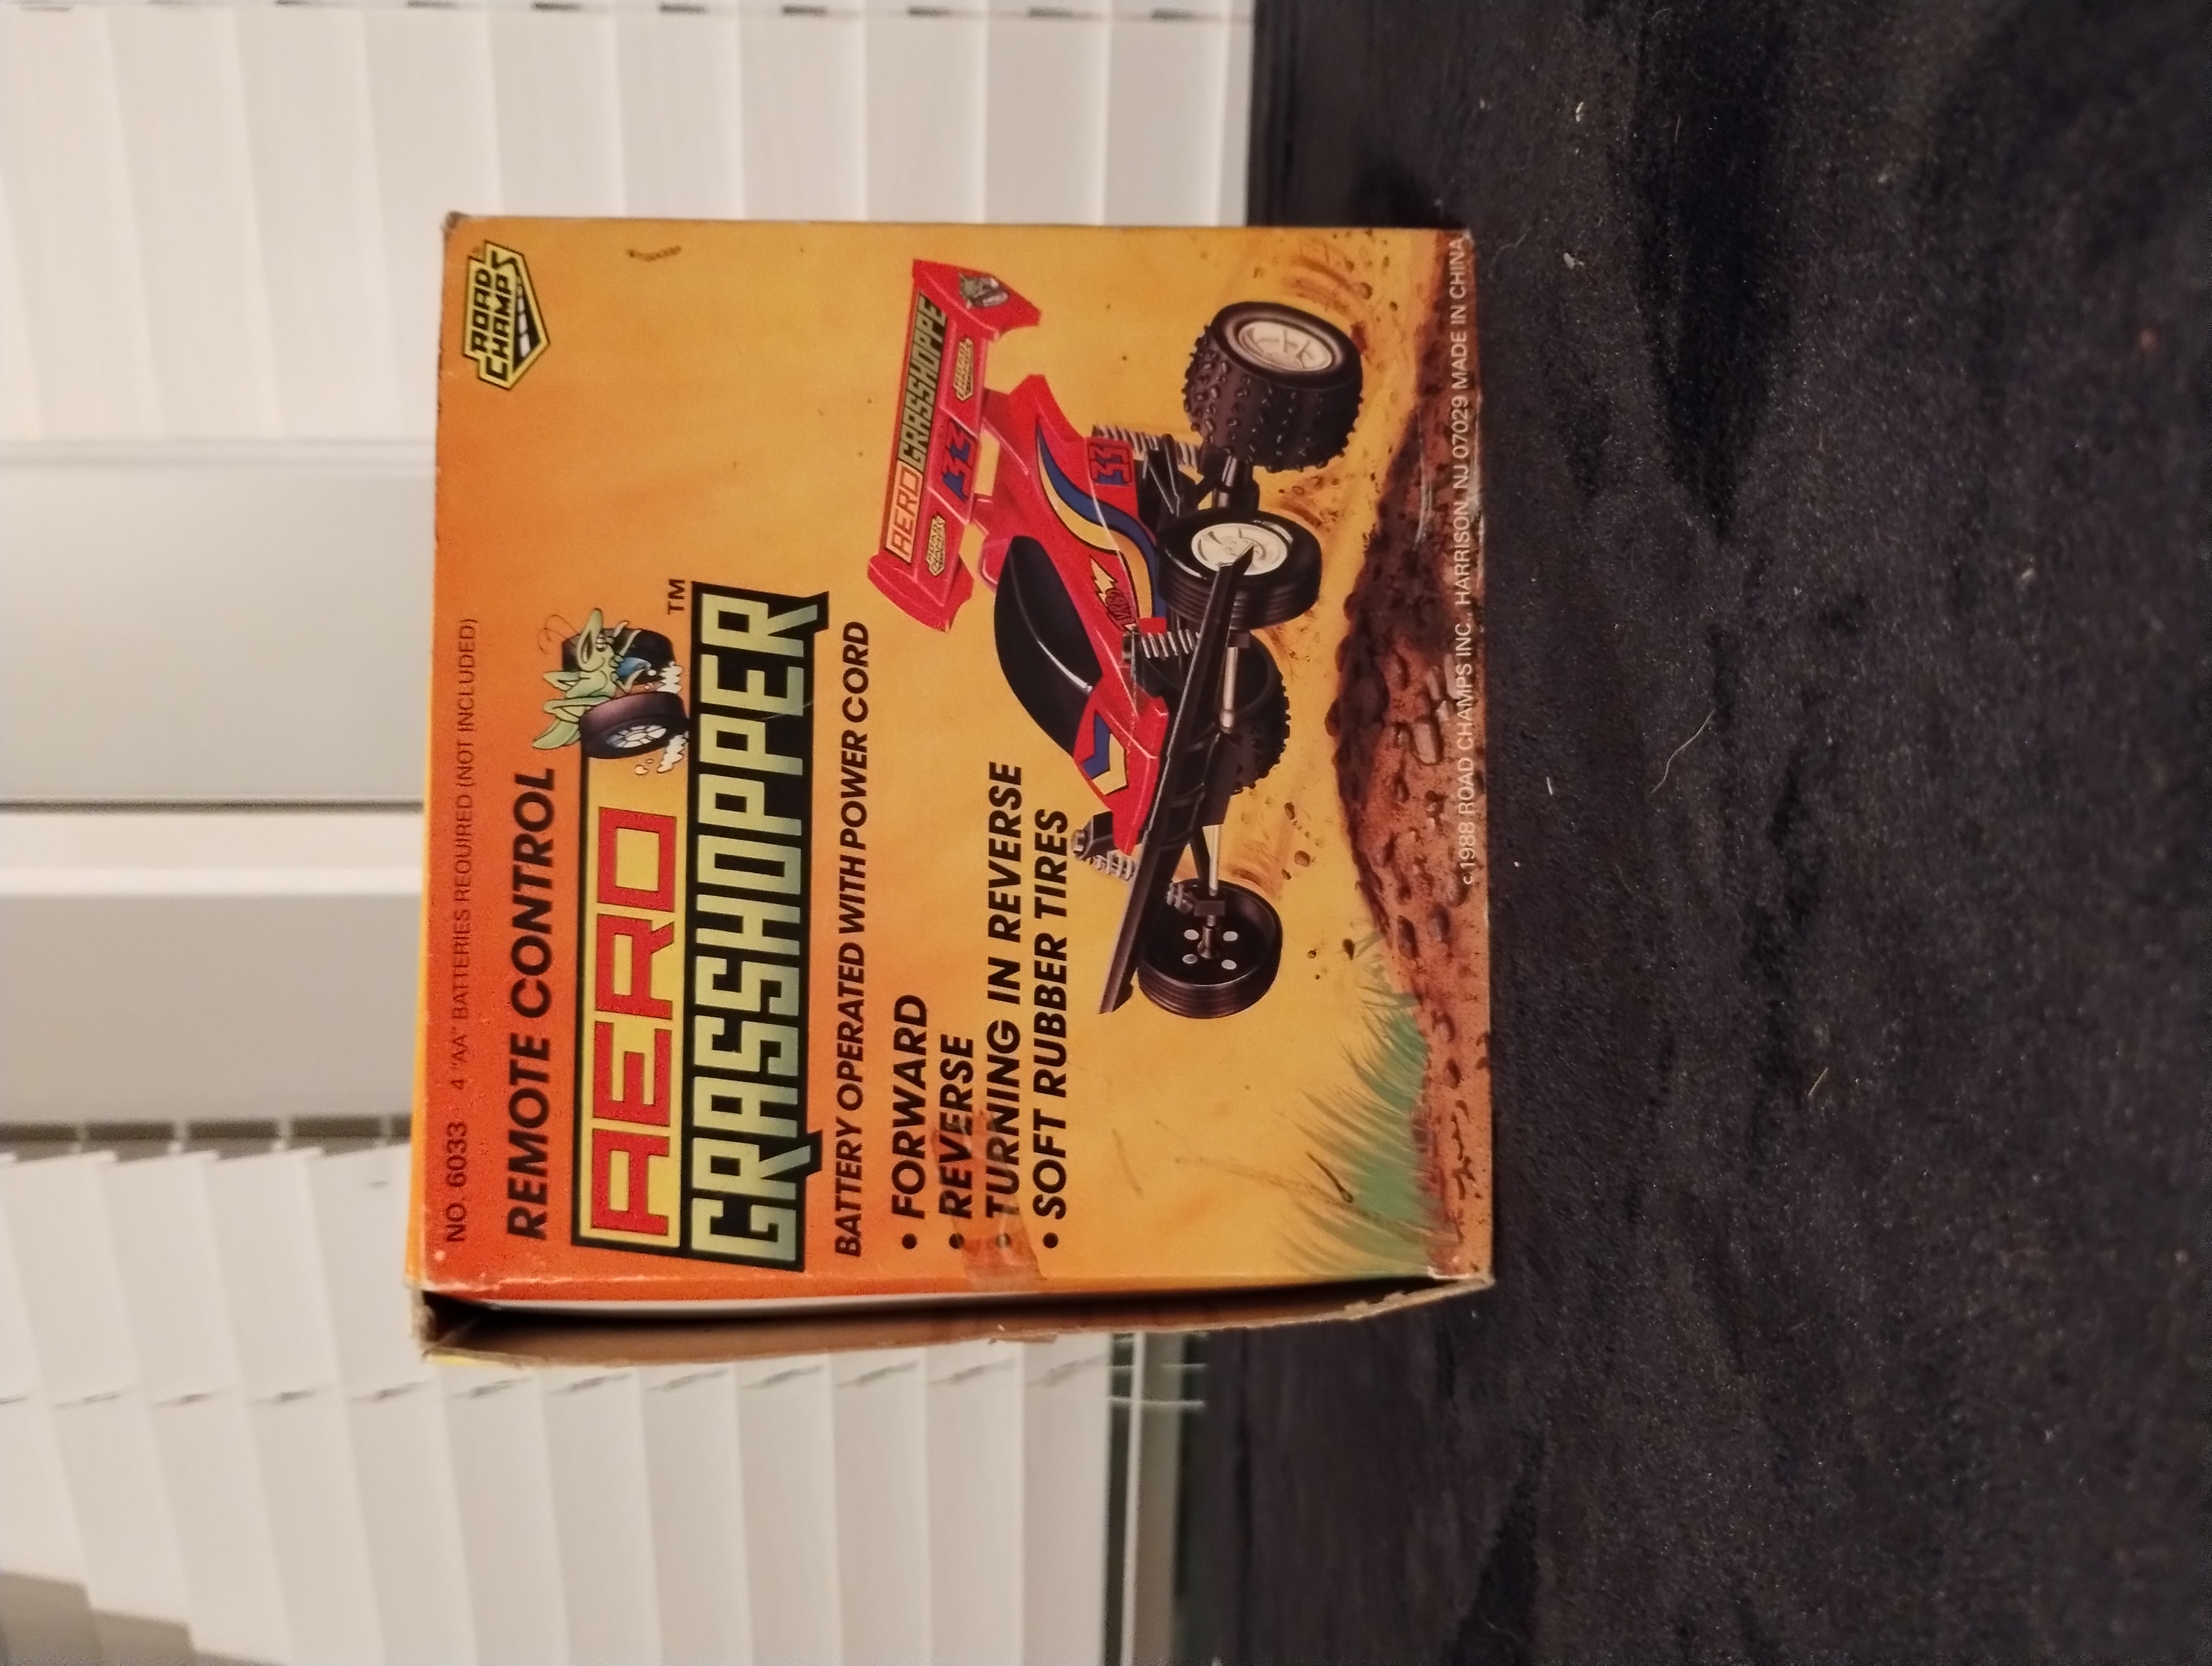 ROAD
CHAMPS
NO. 6033 4 "AA" BATTERIES REQUIRED (NOT INCLUDED)
REMOTE CONTROL
AERO
GRASSHOPPER™
BATTERY OPERATED WITH POWER CORD
• FORWARD
• REVERSE
• TURNING IN REVERSE
• SOFT RUBBER TIRES
AERO GRASSHOPPE
33
33
c 1988 ROAD CHAMPS INC. HARRISON, NJ 07029 MADE IN CHINA